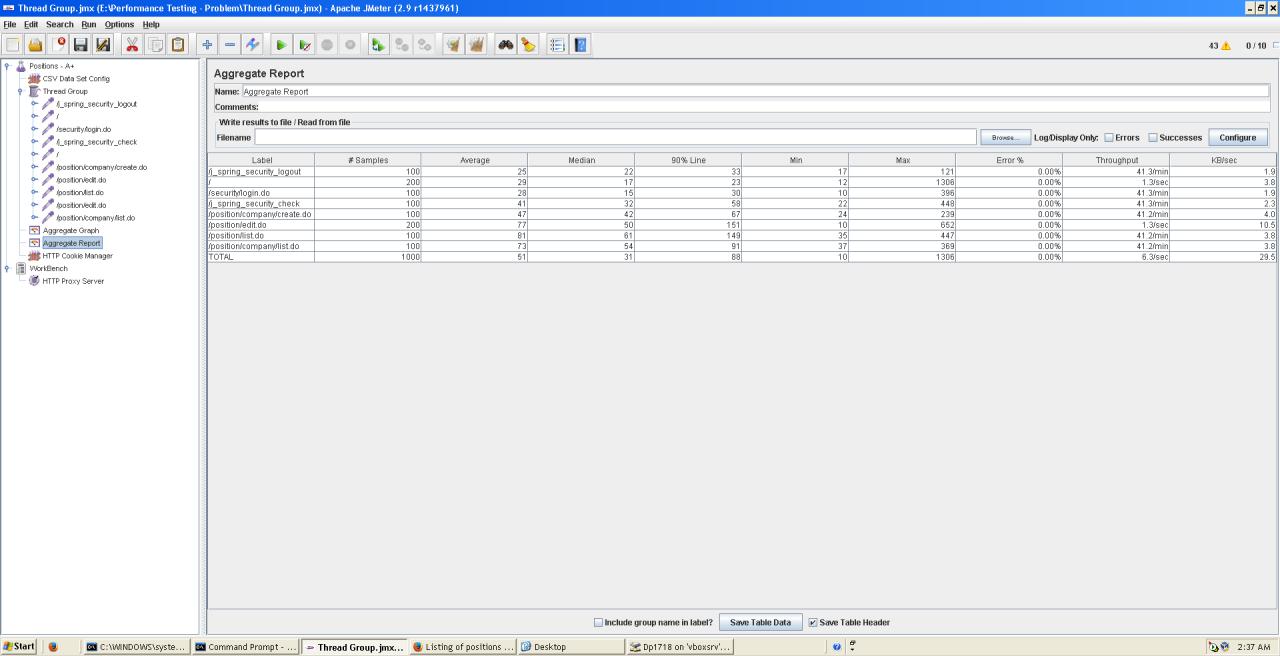 Thread Group.jmx (E:\Performance Testing - Problem\Thread Group.jmx) - Apache JMeter (2.9 r1437961)
File Edit Search Run Options Help
43 0 / 10
Positions - A+
CSV Data Set Config
Thread Group
/j_spring_security_logout
/
/security/login.do
/j_spring_security_check
/
/position/company/create.do
/position/edit.do
/position/list.do
/position/edit.do
/position/company/list.do
Aggregate Graph
Aggregate Report
HTTP Cookie Manager
WorkBench
HTTP Proxy Server
Aggregate Report
Name: Aggregate Report
Comments:
Write results to file / Read from file
Filename Browse... Log/Display Only: Errors Successes Configure
Label # Samples Average Median 90% Line Min Max Error % Throughput KB/sec
/j_spring_security_logout 100 25 22 33 17 121 0.00% 41.3/min 1.9
/ 200 29 17 23 12 1306 0.00% 1.3/sec 3.8
/security/login.do 100 28 15 30 10 396 0.00% 41.3/min 1.9
/j_spring_security_check 100 41 32 58 22 448 0.00% 41.3/min 2.3
/position/company/create.do 100 47 42 67 24 239 0.00% 41.2/min 4.0
/position/edit.do 200 77 50 151 10 652 0.00% 1.3/sec 10.5
/position/list.do 100 81 61 149 35 447 0.00% 41.2/min 3.8
/position/company/list.do 100 73 54 91 37 369 0.00% 41.2/min 3.8
TOTAL 1000 51 31 88 10 1306 0.00% 6.3/sec 29.5
Include group name in label? Save Table Data Save Table Header
Start C:\WINDOWS\syste... Command Prompt - ... Thread Group.jmx... Listing of positions ... Desktop Dp1718 on 'vboxsrv'... 2:37 AM